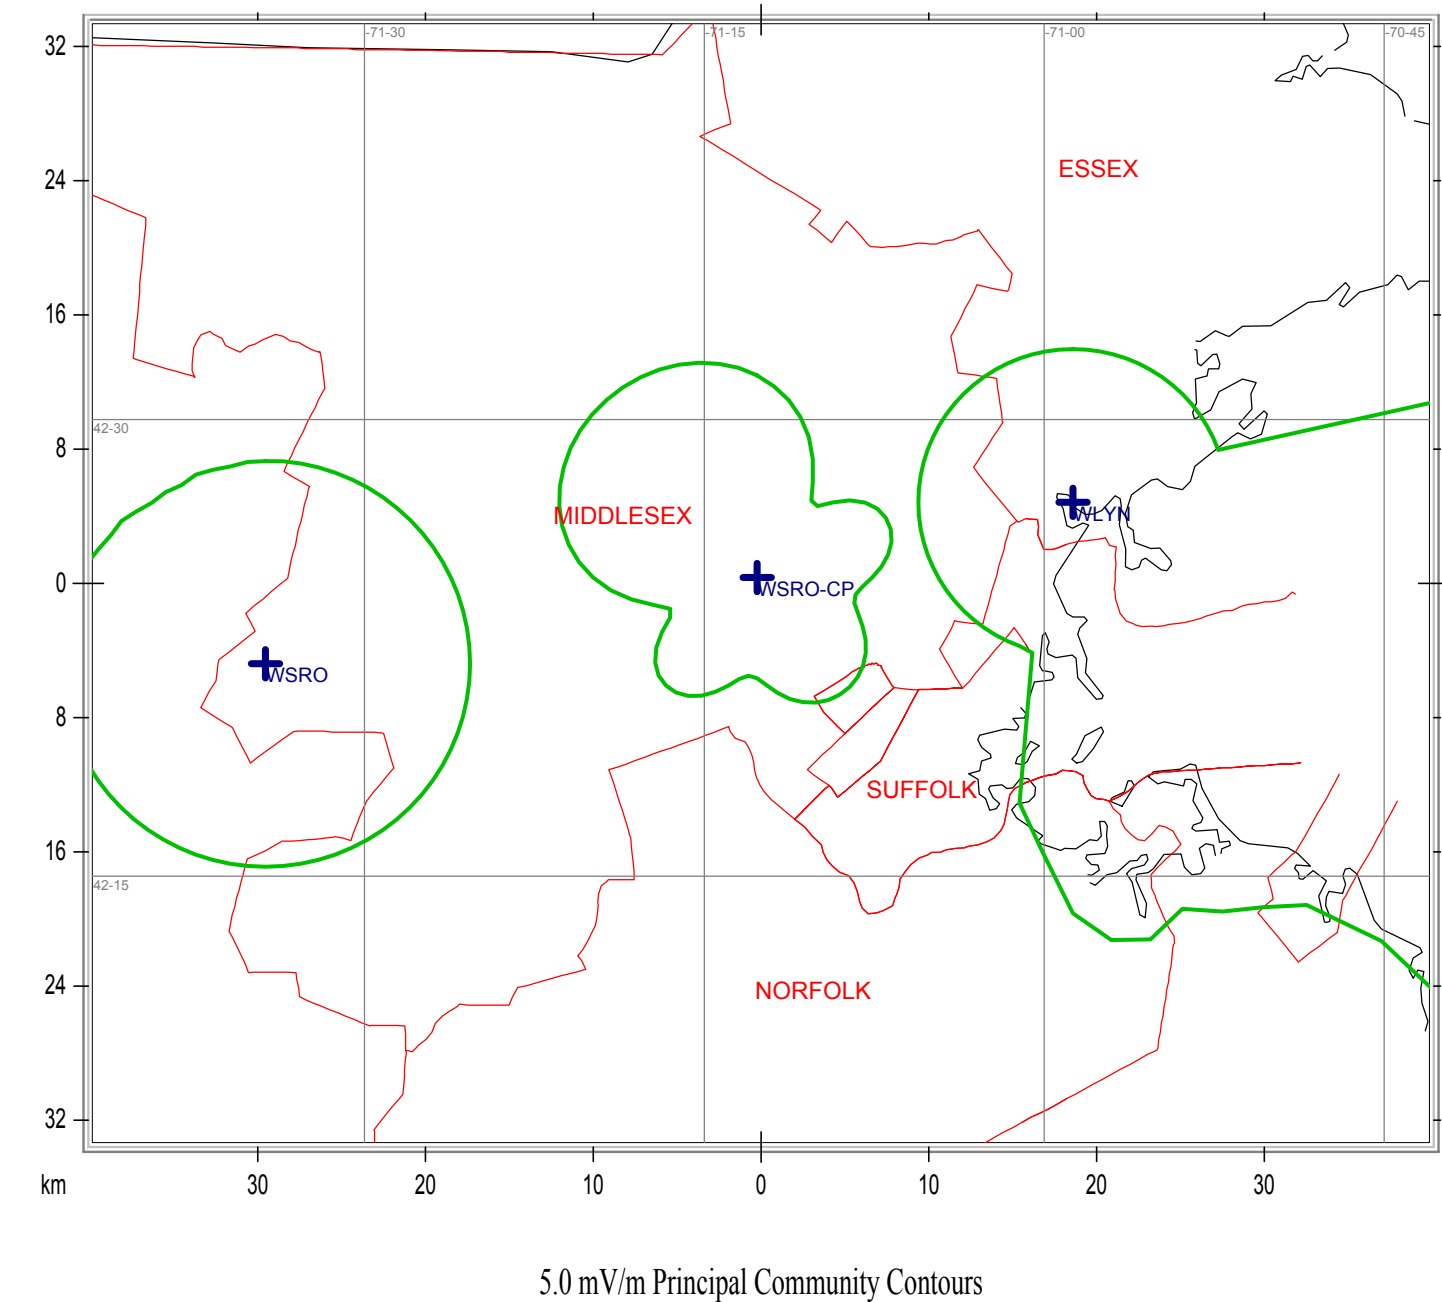 -71-30
-71-15
-71-00
-70-45
32
ESSEX
24
16
42-30
8
MIDDLESEX
WLYN
0
WSRO-CP
WSRO
8
SUFFOLK
16
42-15
24
NORFOLK
32
km
30
20
10
0
10
20
30
5.0 mV/m Principal Community Contours